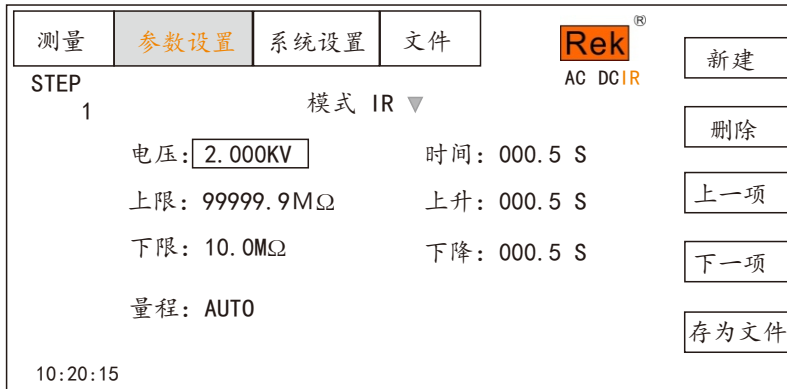 测量 参数设置 系统设置 文件 Rek®
AC DCIR
新建
STEP
1
模式 IR ▼
删除
电压: 2.000KV 时间: 000.5 S
上限: 99999.9MΩ 上升: 000.5 S
上一项
下限: 10.0MΩ 下降: 000.5 S
下一项
量程: AUTO
存为文件
10:20:15